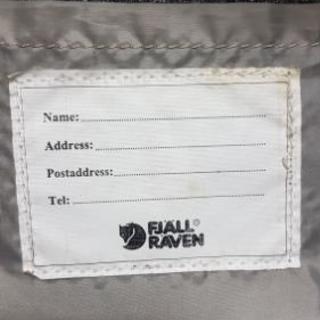 Name:
Address:
Postaddress:
Tel:
FJÄLL
RÄVEN